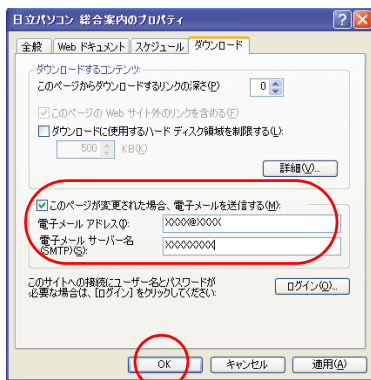 日立パソコン 総合案内のプロパティ
全般 Web ドキュメント スケジュール ダウンロード
ダウンロードするコンテンツ
このページからダウンロードするリンクの深さ(P) 0
このページの Web サイト外のリンクを含める(F)
ダウンロードに使用するハード ディスク領域を制限する(L):
500 KB(K)
詳細(V)...
このページが変更された場合、電子メールを送信する(M):
電子メール アドレス(I): XXXX@XXXX
電子メール サーバー名
(SMTP)(S): XXXXXXXX
このサイトへの接続にユーザー名とパスワードが
必要な場合は、[ログイン] をクリックしてください: ログイン(O)...
OK キャンセル 適用(A)